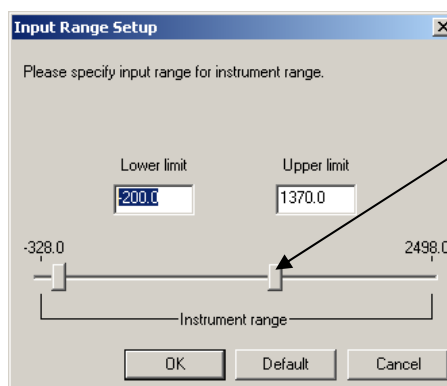 Input Range Setup
Please specify input range for instrument range.
Lower limit Upper limit
-200.0 1370.0
-328.0 2498.0
Instrument range
OK Default Cancel